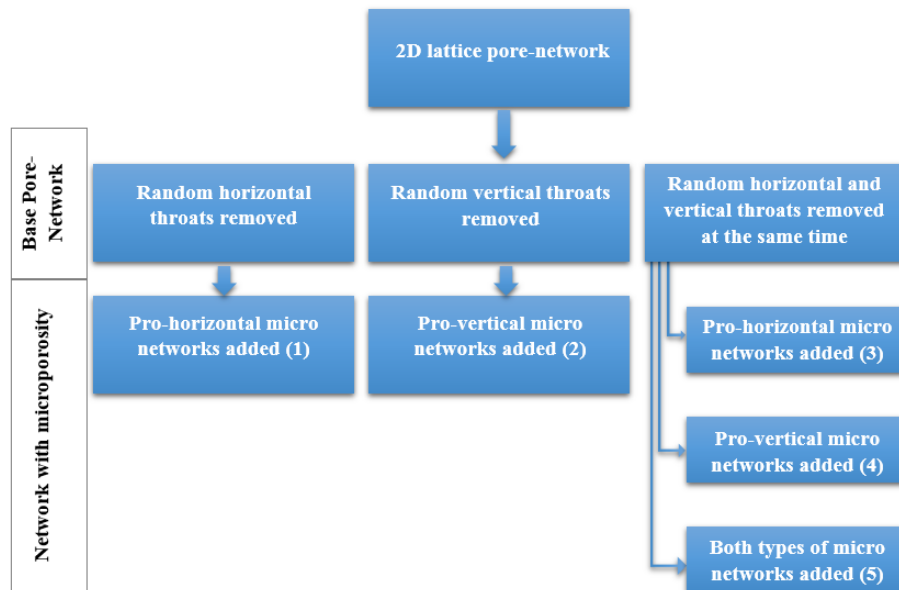 2D lattice pore-network
Base Pore-
Network
Random horizontal
throats removed
Random vertical throats
removed
Random horizontal and
vertical throats removed
at the same time
Network with microporosity
Pro-horizontal micro
networks added (1)
Pro-vertical micro
networks added (2)
Pro-horizontal micro
networks added (3)
Pro-vertical micro
networks added (4)
Both types of micro
networks added (5)